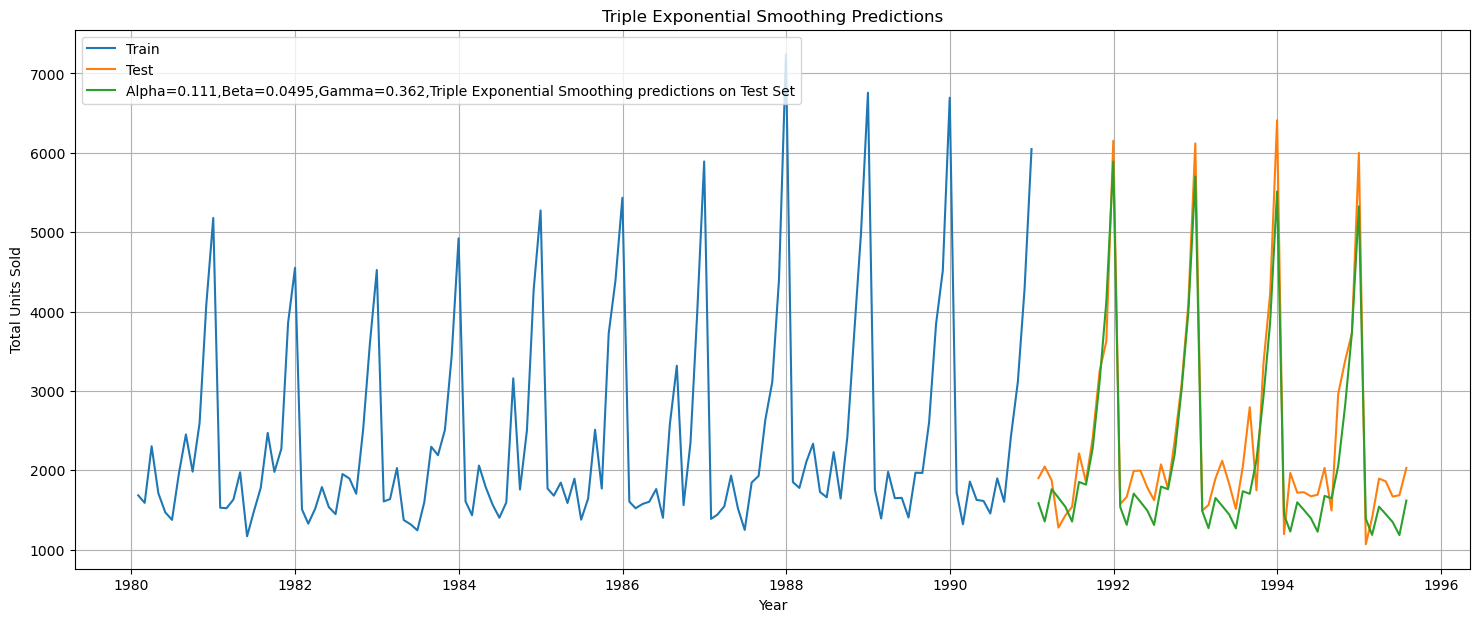 Triple Exponential Smoothing Predictions
Train
Test
Alpha=0.111,Beta=0.0495,Gamma=0.362,Triple Exponential Smoothing predictions on Test Set
7000
6000
5000
4000
3000
2000
1000
Total Units Sold
1980 1982 1984 1986 1988 1990 1992 1994 1996
Year